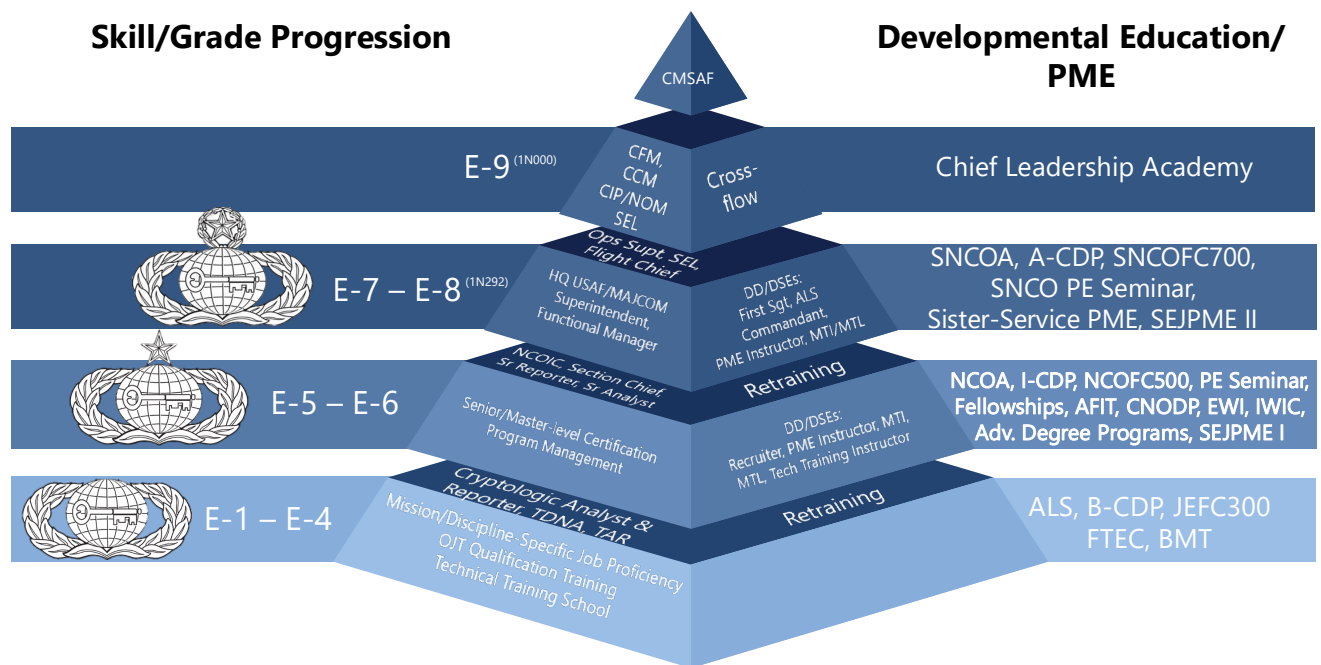 Skill/Grade Progression
Developmental Education/
PME
CMSAF
E-9 (1N000)
CFM,
CCM
CIP/NOM
SEL
Cross-
flow
Chief Leadership Academy
E-7 – E-8 (1N292)
Ops Supt, SEL,
Flight Chief
HQ USAF/MAJCOM
Superintendent,
Functional Manager
DD/DSEs:
First Sgt, ALS
Commandant,
PME Instructor, MTI/MTL
SNCOA, A-CDP, SNCOFC700,
SNCO PE Seminar,
Sister-Service PME, SEJPME II
E-5 – E-6
NCOIC, Section Chief,
Sr Reporter, Sr Analyst
Retraining
Senior/Master-level Certification
Program Management
DD/DSEs:
Recruiter, PME Instructor, MTI,
MTL, Tech Training Instructor
NCOA, I-CDP, NCOFC500, PE Seminar,
Fellowships, AFIT, CNODP, EWI, IWIC,
Adv. Degree Programs, SEJPME I
E-1 – E-4
Cryptologic Analyst &
Reporter, TDNA, TAR
Retraining
Mission/Discipline-Specific Job Proficiency
OJT Qualification Training
Technical Training School
ALS, B-CDP, JEFC300
FTEC, BMT